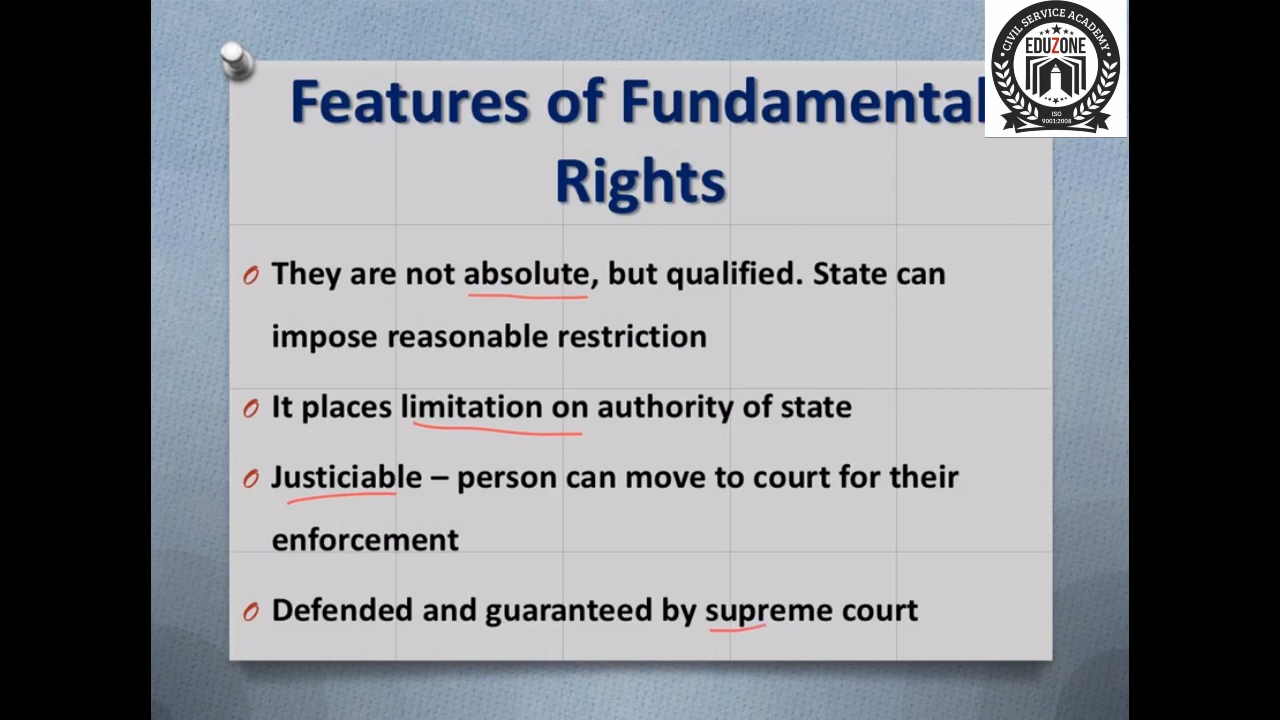 CIVIL SERVICE ACADEMY
EDUZONE
ISO
9001:2008
Features of Fundamental
Rights
They are not absolute, but qualified. State can
impose reasonable restriction
It places limitation on authority of state
Justiciable – person can move to court for their
enforcement
Defended and guaranteed by supreme court